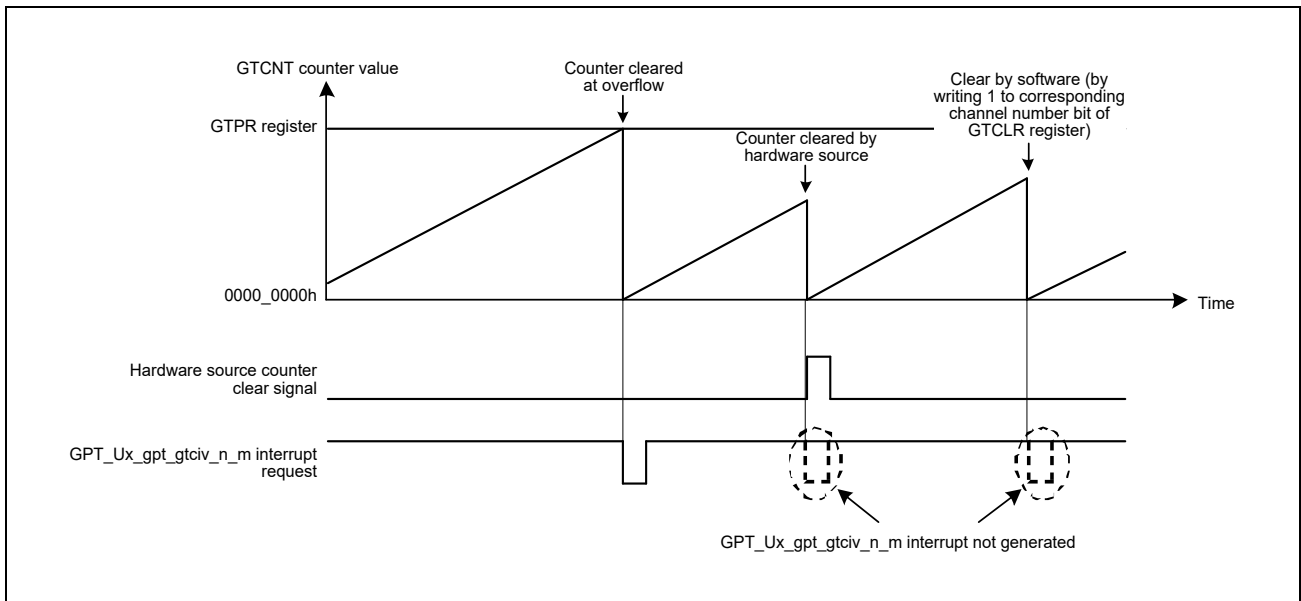 GTCNT counter value
Counter cleared
at overflow
Clear by software (by
writing 1 to corresponding
channel number bit of
GTCLR register)
GTPR register
Counter cleared by
hardware source
0000_0000h
Time
Hardware source counter
clear signal
GPT_Ux_gpt_gtciv_n_m interrupt
request
GPT_Ux_gpt_gtciv_n_m interrupt not generated